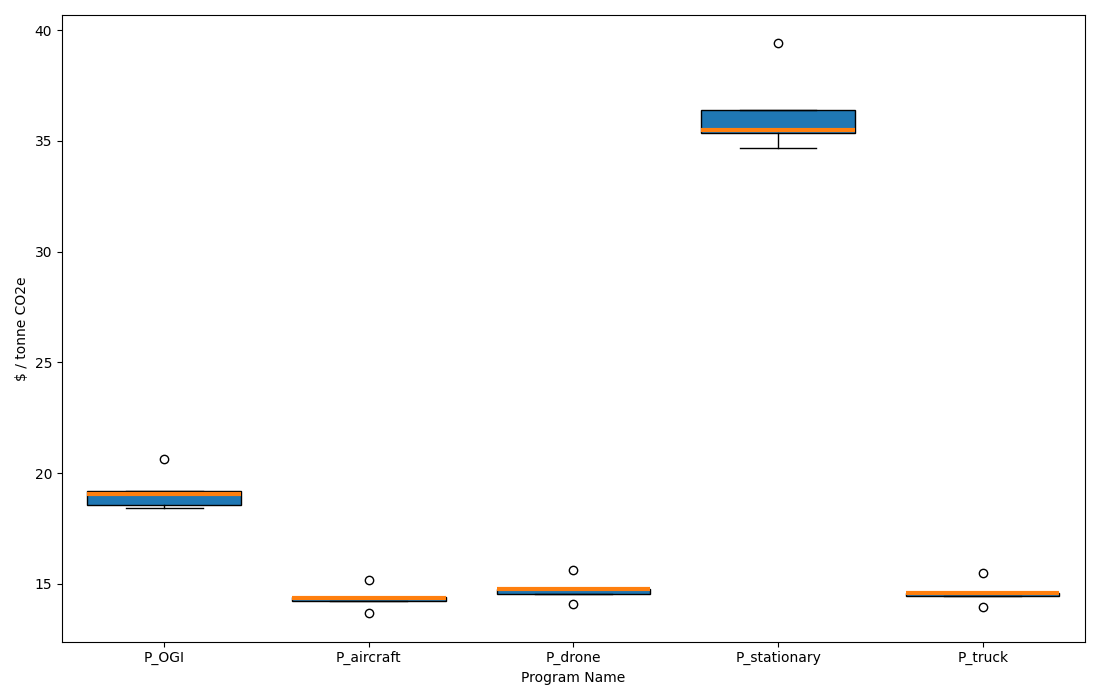 40
35
30
25
20
15
$ / tonne CO2e
P_OGI P_aircraft P_drone P_stationary P_truck
Program Name